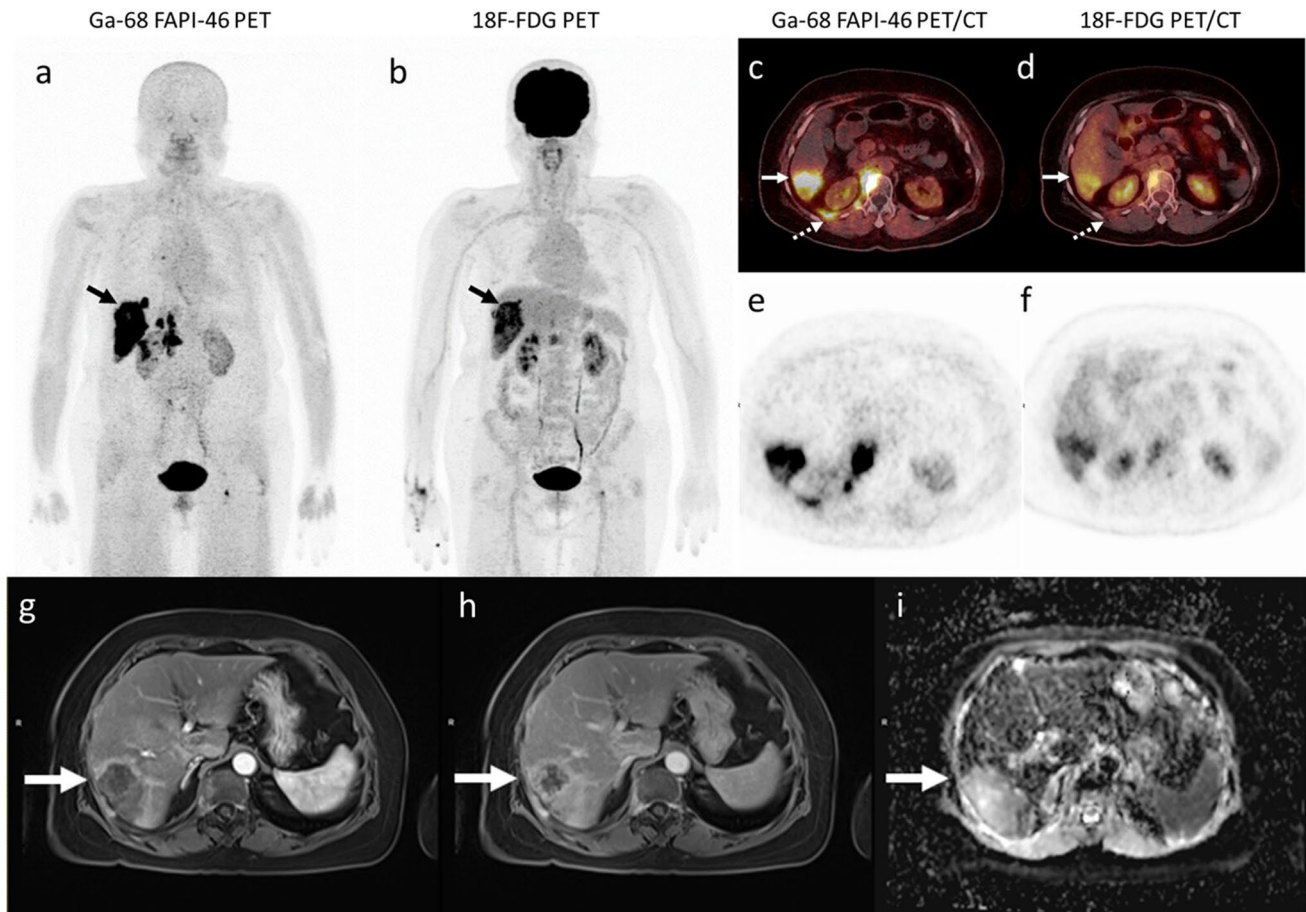 Ga-68 FAPI-46 PET
18F-FDG PET
Ga-68 FAPI-46 PET/CT
18F-FDG PET/CT
a
b
c
d
e
f
g
h
i